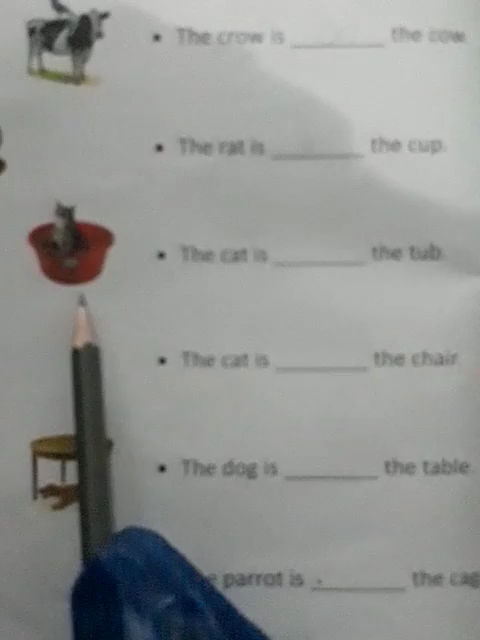 • The crow is ________ the cow.
• The rat is ________ the cup.
• The cat is ________ the tub.
• The cat is ________ the chair.
• The dog is ________ the table.
parrot is ________ the